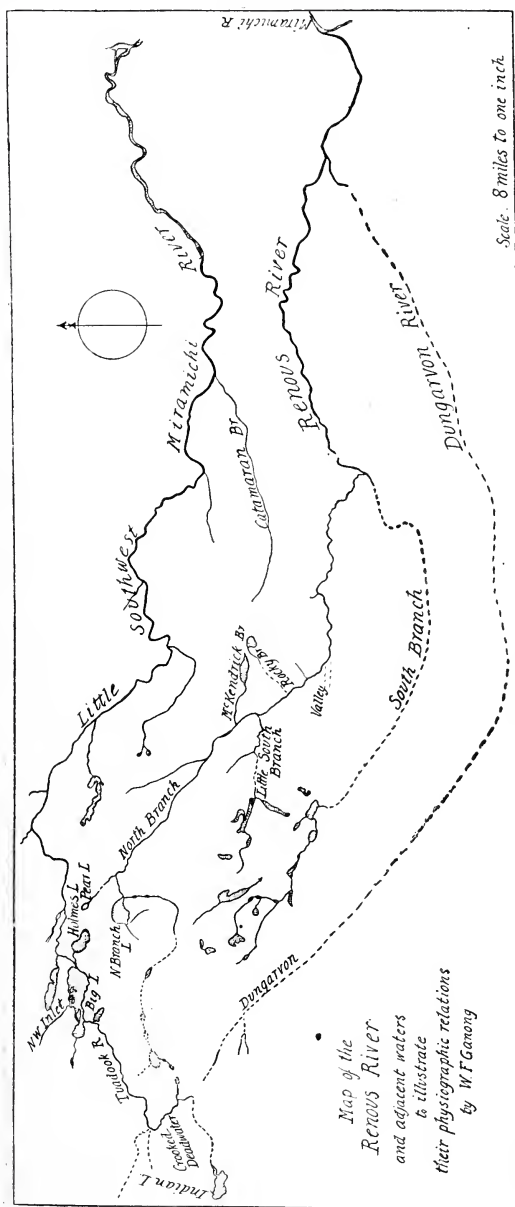 Map of the
Renous River
and adjacent waters
to illustrate
their physiographic relations
by W F Ganong
Scale. 8 miles to one inch
Miramichi R
Little Southwest Miramichi River
Renous River
Dungarvon River
Catamaran Br
McKendrick Br
Rocky Br
Valley
South Branch
Little South Branch
North Branch
N Branch L
Holmes L
Pear L
NW Inlet
Big L
Tuadook R
Crooked Deadwater
Indian L
Dungarvon